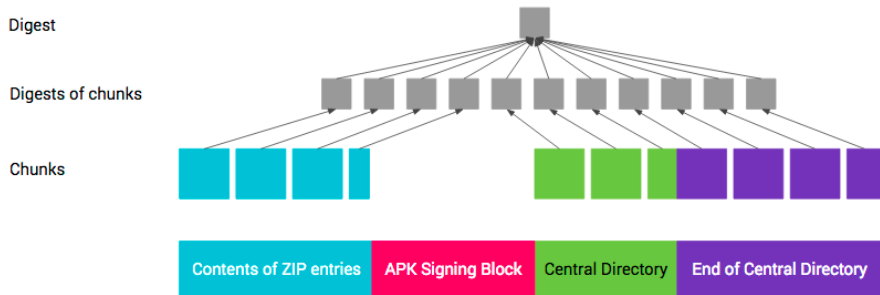 Digest
Digests of chunks
Chunks
Contents of ZIP entries
APK Signing Block
Central Directory
End of Central Directory